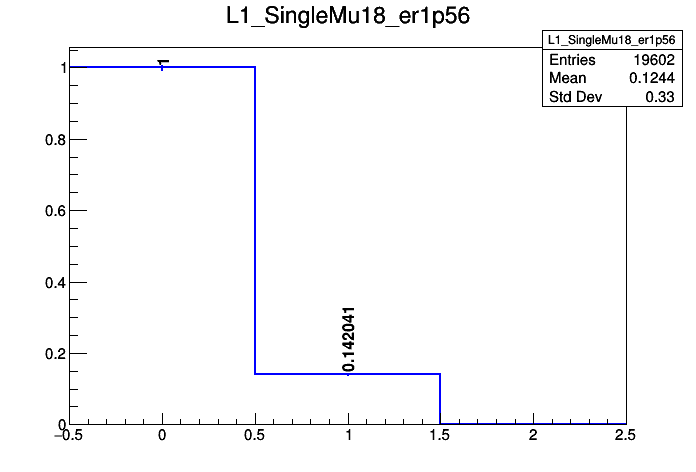 L1_SingleMu18_er1p56
L1_SingleMu18_er1p56
Entries 19602
Mean 0.1244
Std Dev 0.33
1
0.8
0.6
0.4
0.2
0
1
0.142041
−0.5 0 0.5 1 1.5 2 2.5